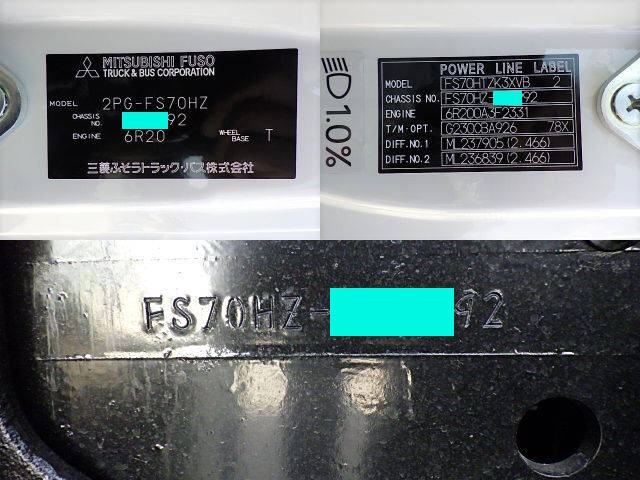 MITSUBISHI FUSO
TRUCK & BUS CORPORATION
MODEL 2PG-FS70HZ
CHASSIS NO. 92
ENGINE 6R20 WHEEL BASE T
三菱ふそうトラック・バス株式会社
1.0%
POWER LINE LABEL
MODEL FS70HTZK3XVB 2
CHASSIS NO. FS70HZ- 92
ENGINE 6R200A3F2331
T/M·OPT. G230CBA926 /8X
DIFF.NO.1 ML237905(2.466)
DIFF.NO.2 ML236839(2.466)
FS70HZ- 92